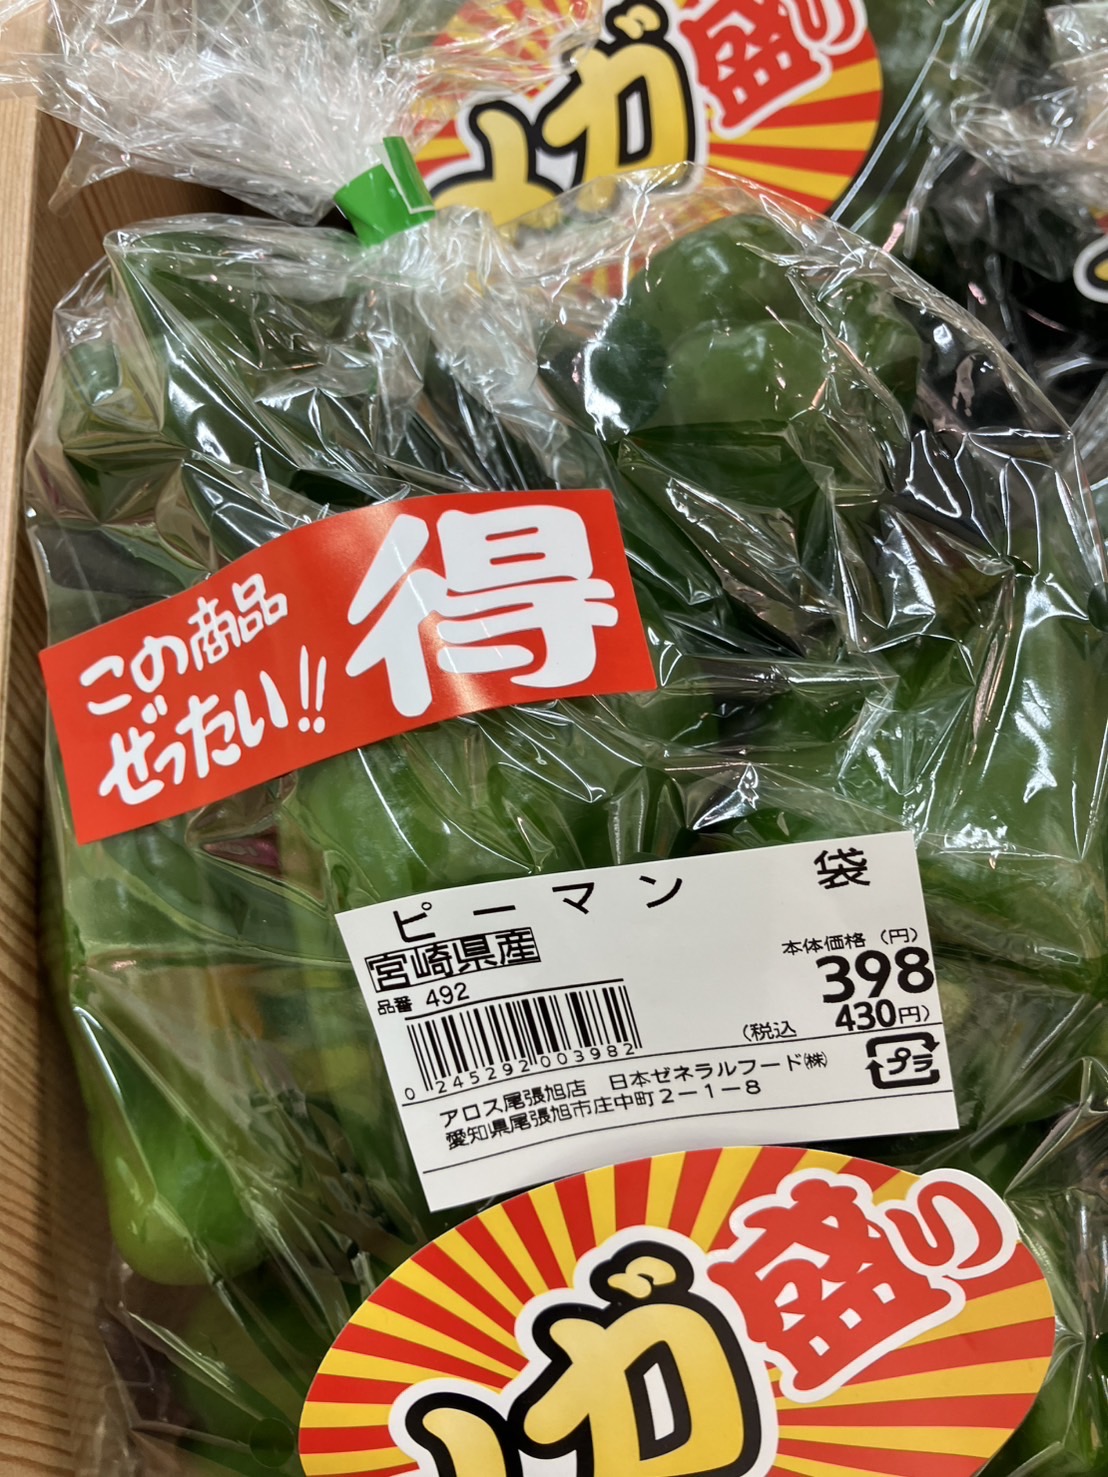 メガ盛り
この商品
ぜったい!!
得
ピーマン 袋
宮崎県産
本体価格 (円)
398
品番 492
(税込 430円)
0 245292 003982
プラ
アロス尾張旭店 日本ゼネラルフード㈱
愛知県尾張旭市庄中町2-1-8
メガ盛り